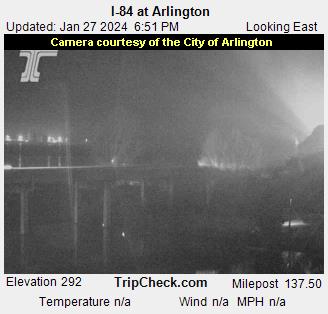 I-84 at Arlington
Updated: Jan 27 2024 6:51 PM Looking East
Camera courtesy of the City of Arlington
Elevation 292 TripCheck.com Milepost 137.50
Temperature n/a Wind n/a MPH n/a